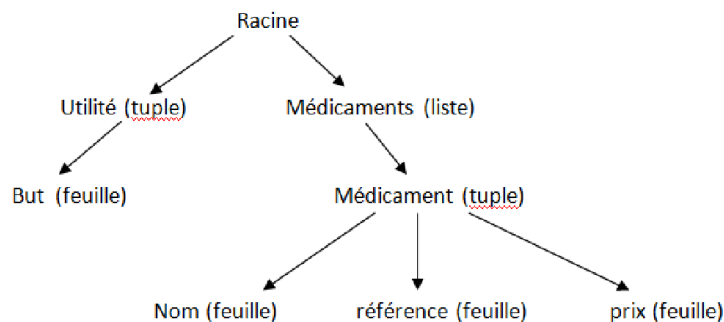 Racine
Utilité (tuple)
Médicaments (liste)
But (feuille)
Médicament (tuple)
Nom (feuille)
référence (feuille)
prix (feuille)